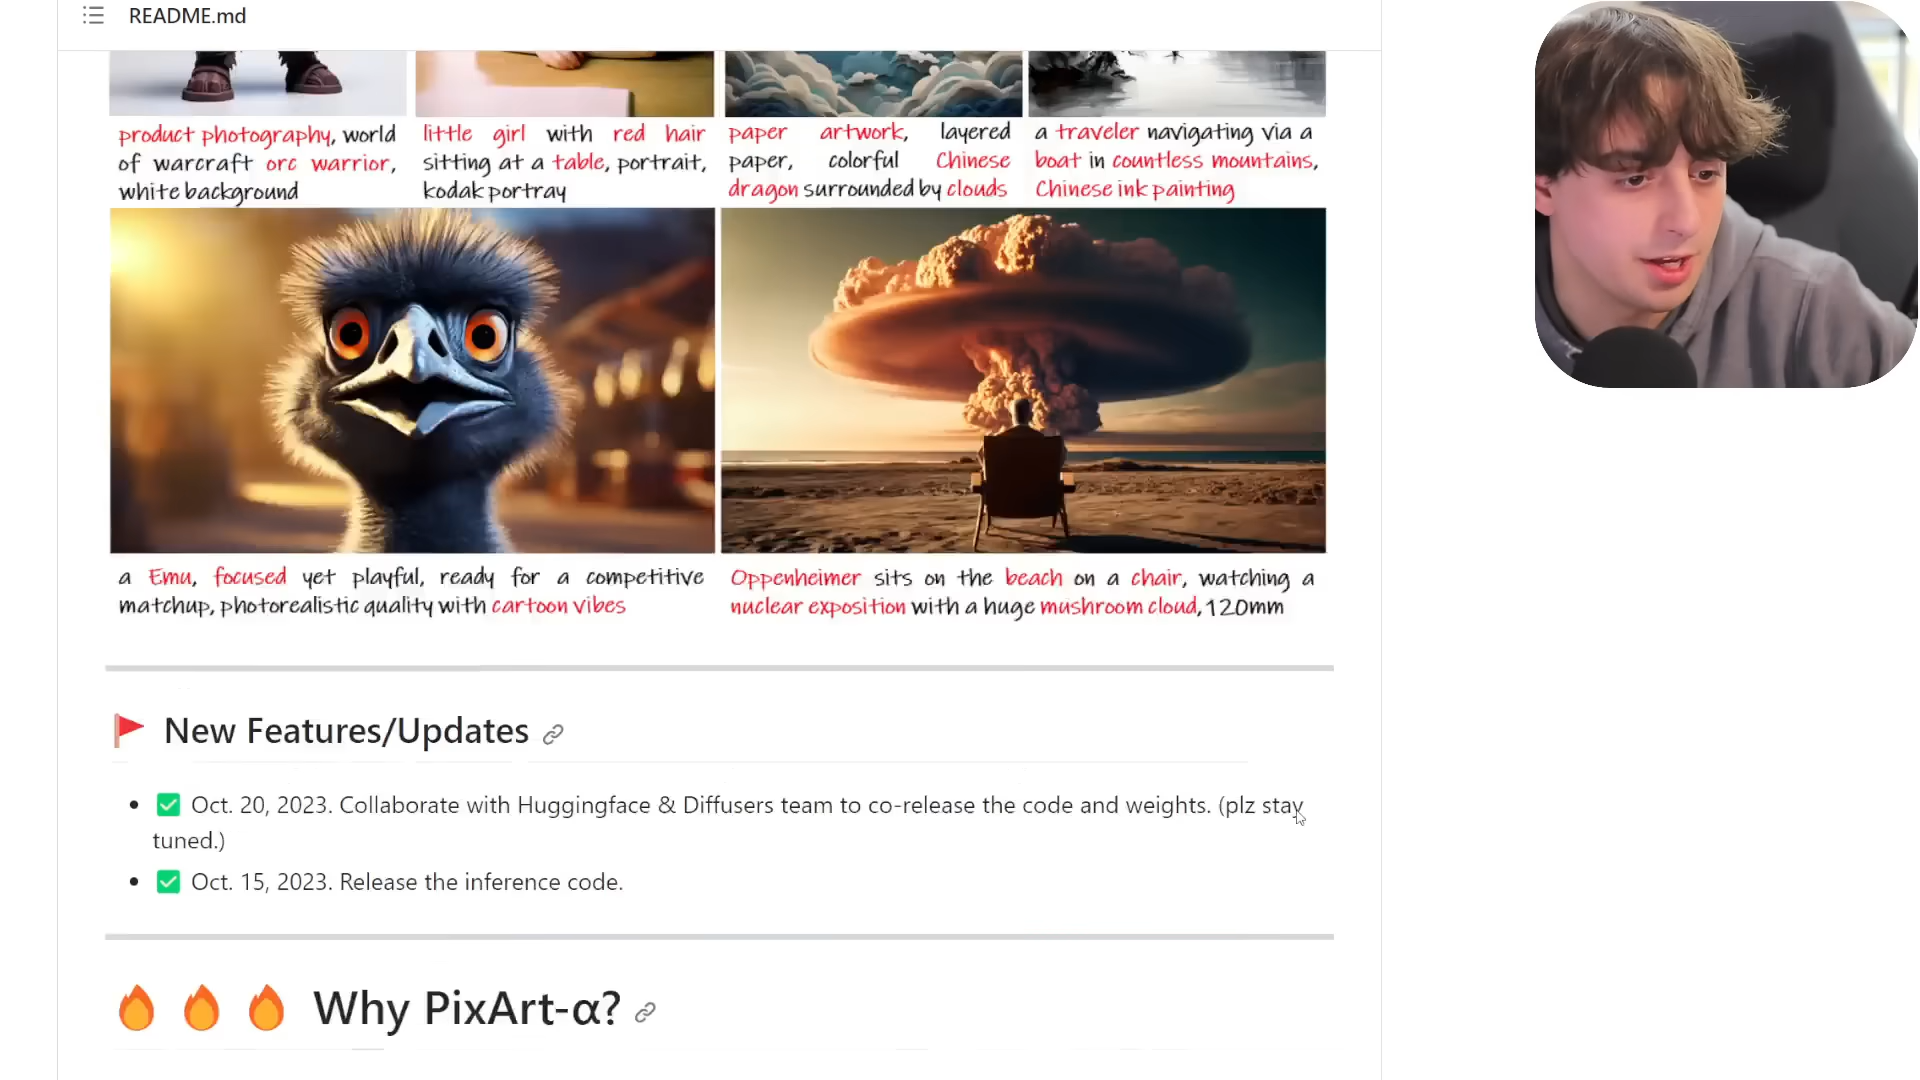 README.md
product photography, world
of warcraft orc warrior,
white background
little girl with red hair
sitting at a table, portrait,
kodak portray
paper artwork, layered
paper, colorful Chinese
dragon surrounded by clouds
a traveler navigating via a
boat in countless mountains,
Chinese ink painting
a Emu, focused yet playful, ready for a competitive
matchup, photorealistic quality with cartoon vibes
Oppenheimer sits on the beach on a chair, watching a
nuclear exposition with a huge mushroom cloud, 120mm
New Features/Updates
✅ Oct. 20, 2023. Collaborate with Huggingface & Diffusers team to co-release the code and weights. (plz stay
tuned.)
✅ Oct. 15, 2023. Release the inference code.
🔥 🔥 🔥 Why PixArt-α?